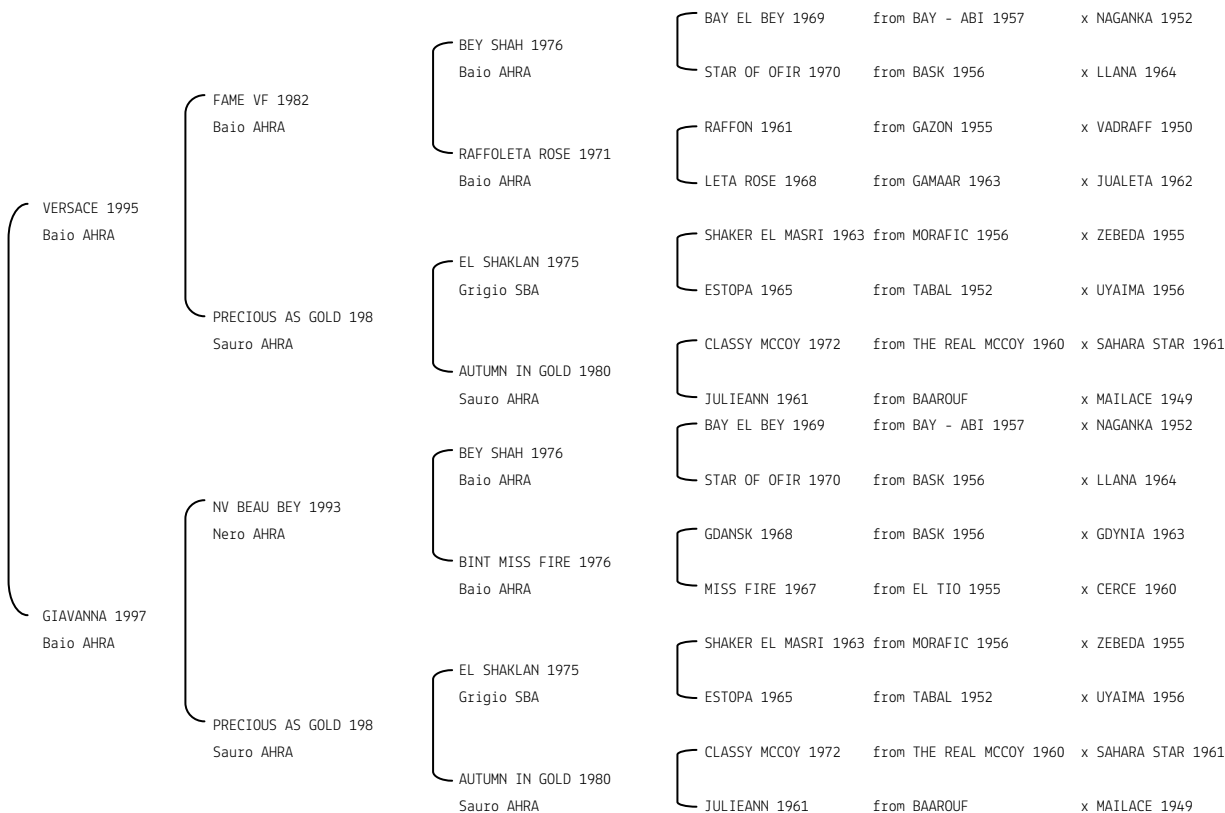 BAY EL BEY 1969 from BAY - ABI 1957 x NAGANKA 1952
BEY SHAH 1976
Baio AHRA STAR OF OFIR 1970 from BASK 1956 x LLANA 1964
FAME VF 1982
Baio AHRA RAFFON 1961 from GAZON 1955 x VADRAFF 1950
RAFFOLETA ROSE 1971
Baio AHRA LETA ROSE 1968 from GAMAAR 1963 x JUALETA 1962
VERSACE 1995
Baio AHRA SHAKER EL MASRI 1963 from MORAFIC 1956 x ZEBEDA 1955
EL SHAKLAN 1975
Grigio SBA ESTOPA 1965 from TABAL 1952 x UYAIMA 1956
PRECIOUS AS GOLD 198
Sauro AHRA CLASSY MCCOY 1972 from THE REAL MCCOY 1960 x SAHARA STAR 1961
AUTUMN IN GOLD 1980
Sauro AHRA JULIEANN 1961 from BAAROUF x MAILACE 1949
BAY EL BEY 1969 from BAY - ABI 1957 x NAGANKA 1952
BEY SHAH 1976
Baio AHRA STAR OF OFIR 1970 from BASK 1956 x LLANA 1964
NV BEAU BEY 1993
Nero AHRA GDANSK 1968 from BASK 1956 x GDYNIA 1963
BINT MISS FIRE 1976
Baio AHRA MISS FIRE 1967 from EL TIO 1955 x CERCE 1960
GIAVANNA 1997
Baio AHRA SHAKER EL MASRI 1963 from MORAFIC 1956 x ZEBEDA 1955
EL SHAKLAN 1975
Grigio SBA ESTOPA 1965 from TABAL 1952 x UYAIMA 1956
PRECIOUS AS GOLD 198
Sauro AHRA CLASSY MCCOY 1972 from THE REAL MCCOY 1960 x SAHARA STAR 1961
AUTUMN IN GOLD 1980
Sauro AHRA JULIEANN 1961 from BAAROUF x MAILACE 1949